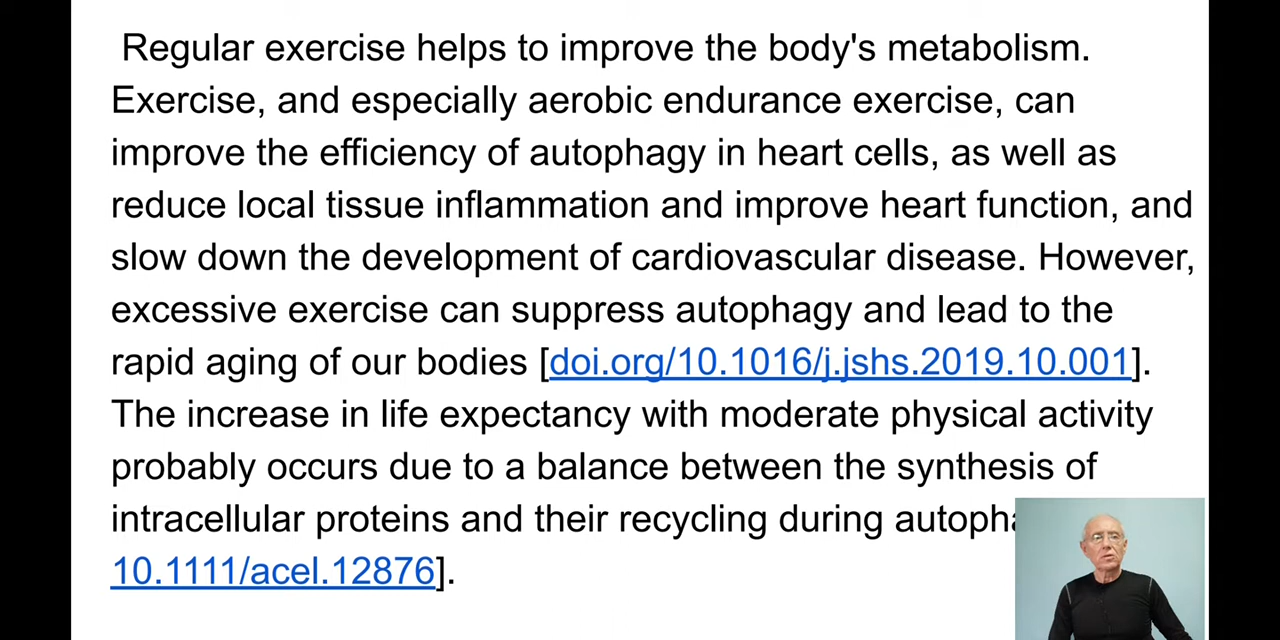 Regular exercise helps to improve the body's metabolism.
Exercise, and especially aerobic endurance exercise, can
improve the efficiency of autophagy in heart cells, as well as
reduce local tissue inflammation and improve heart function, and
slow down the development of cardiovascular disease. However,
excessive exercise can suppress autophagy and lead to the
rapid aging of our bodies [doi.org/10.1016/j.jshs.2019.10.001].
The increase in life expectancy with moderate physical activity
probably occurs due to a balance between the synthesis of
intracellular proteins and their recycling during
10.1111/acel.12876].